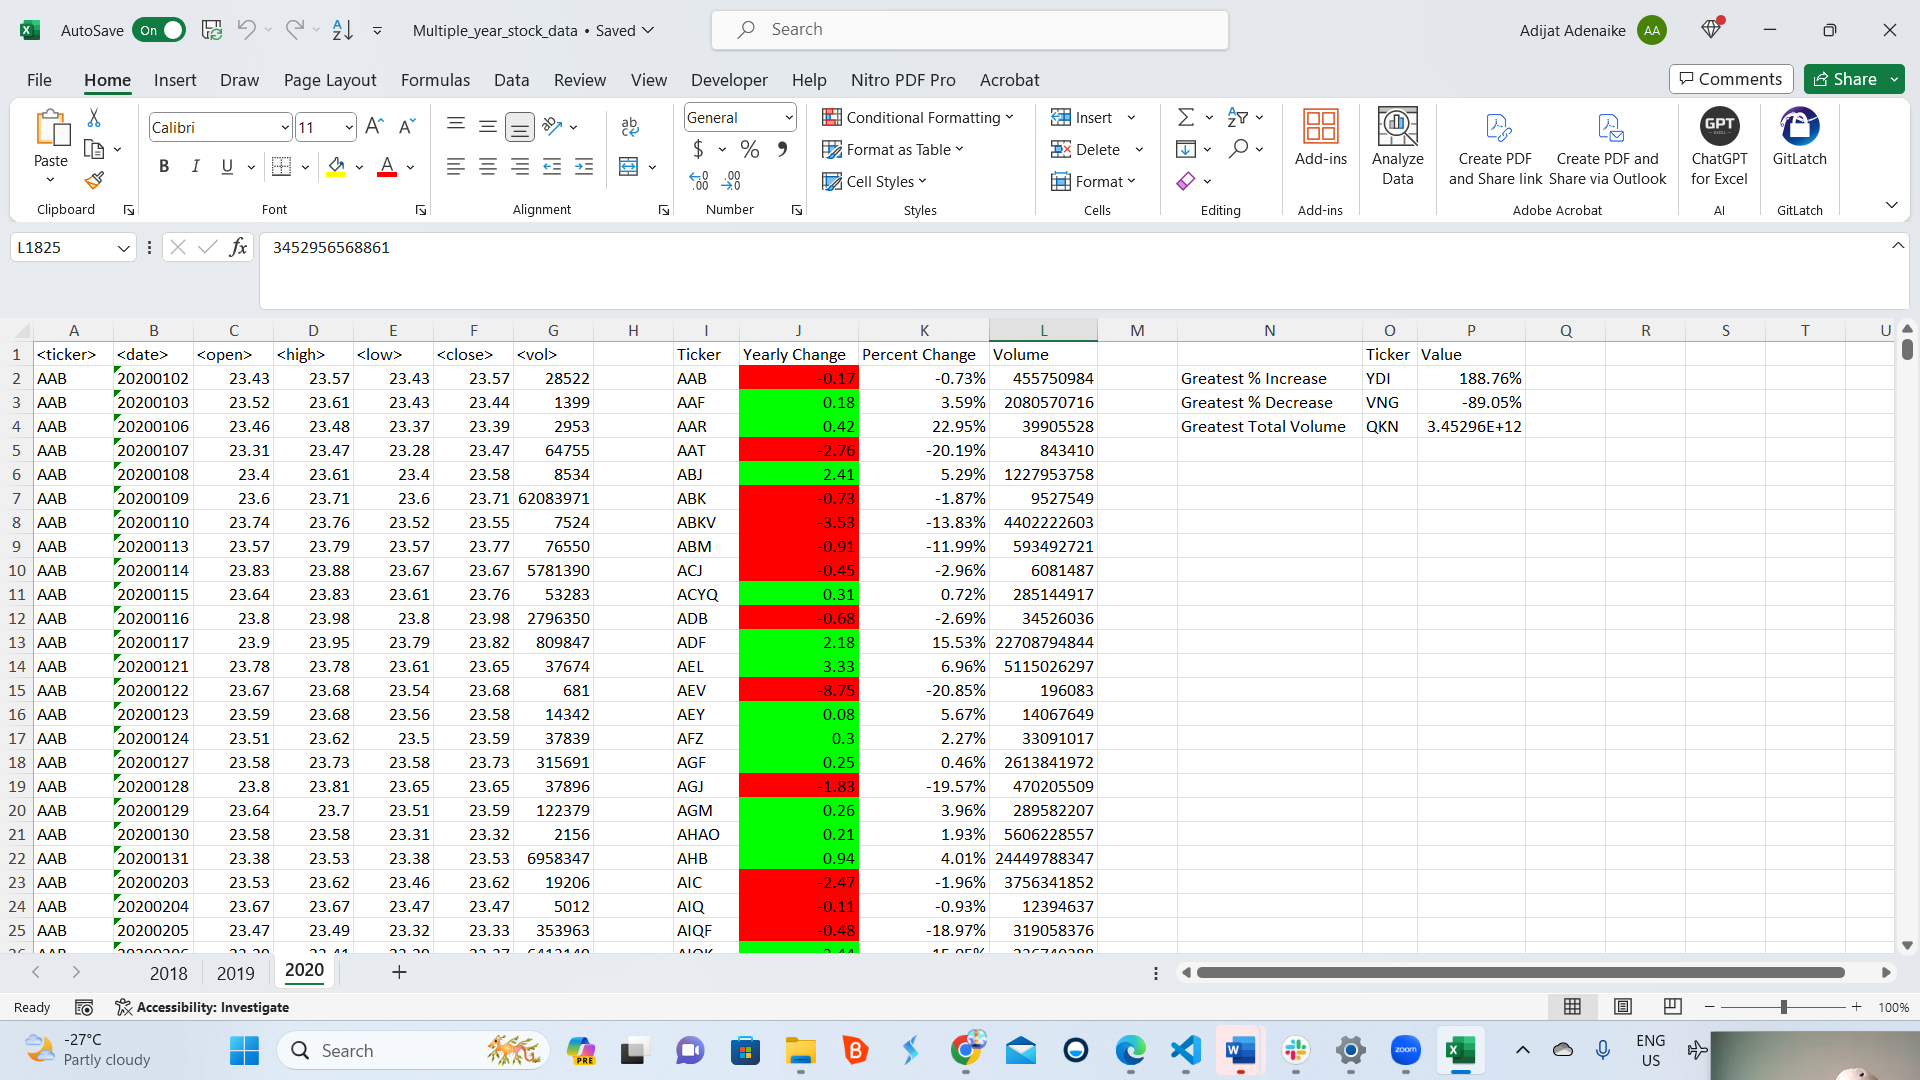 AutoSave On Multiple_year_stock_data • Saved Search Adijat Adenaike AA
File Home Insert Draw Page Layout Formulas Data Review View Developer Help Nitro PDF Pro Acrobat Comments Share
Paste Calibri 11 General Conditional Formatting Format as Table Cell Styles Insert Delete Format Add-ins Analyze Data Create PDF and Share link Create PDF and Share via Outlook ChatGPT for Excel GitLatch
Clipboard Font Alignment Number Styles Cells Editing Add-ins Adobe Acrobat AI GitLatch
L1825 fx 3452956568861
A B C D E F G H I J K L M N O P Q R S T U
1 <ticker> <date> <open> <high> <low> <close> <vol> Ticker Yearly Change Percent Change Volume Ticker Value
2 AAB 20200102 23.43 23.57 23.43 23.57 28522 AAB -0.17 -0.73% 455750984 Greatest % Increase YDI 188.76%
3 AAB 20200103 23.52 23.61 23.43 23.44 1399 AAF 0.18 3.59% 2080570716 Greatest % Decrease VNG -89.05%
4 AAB 20200106 23.46 23.48 23.37 23.39 2953 AAR 0.42 22.95% 39905528 Greatest Total Volume QKN 3.45296E+12
5 AAB 20200107 23.31 23.47 23.28 23.47 64755 AAT -2.76 -20.19% 843410
6 AAB 20200108 23.4 23.61 23.4 23.58 8534 ABJ 2.41 5.29% 1227953758
7 AAB 20200109 23.6 23.71 23.6 23.71 62083971 ABK -0.73 -1.87% 9527549
8 AAB 20200110 23.74 23.76 23.52 23.55 7524 ABKV -3.53 -13.83% 4402222603
9 AAB 20200113 23.57 23.79 23.57 23.77 76550 ABM -0.91 -11.99% 593492721
10 AAB 20200114 23.83 23.88 23.67 23.67 5781390 ACJ -0.45 -2.96% 6081487
11 AAB 20200115 23.64 23.83 23.61 23.76 53283 ACYQ 0.31 0.72% 285144917
12 AAB 20200116 23.8 23.98 23.8 23.98 2796350 ADB -0.68 -2.69% 34526036
13 AAB 20200117 23.9 23.95 23.79 23.82 809847 ADF 2.18 15.53% 22708794844
14 AAB 20200121 23.78 23.78 23.61 23.65 37674 AEL 3.33 6.96% 5115026297
15 AAB 20200122 23.67 23.68 23.54 23.68 681 AEV -8.75 -20.85% 196083
16 AAB 20200123 23.59 23.68 23.56 23.58 14342 AEY 0.08 5.67% 14067649
17 AAB 20200124 23.51 23.62 23.5 23.59 37839 AFZ 0.3 2.27% 33091017
18 AAB 20200127 23.58 23.73 23.58 23.73 315691 AGF 0.25 0.46% 2613841972
19 AAB 20200128 23.8 23.81 23.65 23.65 37896 AGJ -1.83 -19.57% 470205509
20 AAB 20200129 23.64 23.7 23.51 23.59 122379 AGM 0.26 3.96% 289582207
21 AAB 20200130 23.58 23.58 23.31 23.32 2156 AHAO 0.21 1.93% 5606228557
22 AAB 20200131 23.38 23.53 23.38 23.53 6958347 AHB 0.94 4.01% 24449788347
23 AAB 20200203 23.53 23.62 23.46 23.62 19206 AIC -2.47 -1.96% 3756341852
24 AAB 20200204 23.67 23.67 23.47 23.47 5012 AIQ -0.11 -0.93% 12394637
25 AAB 20200205 23.47 23.49 23.32 23.33 353963 AIQF -0.48 -18.97% 319058376
2018 2019 2020
Ready Accessibility: Investigate 100%
-27°C Partly cloudy Search PRE zoom ENG US